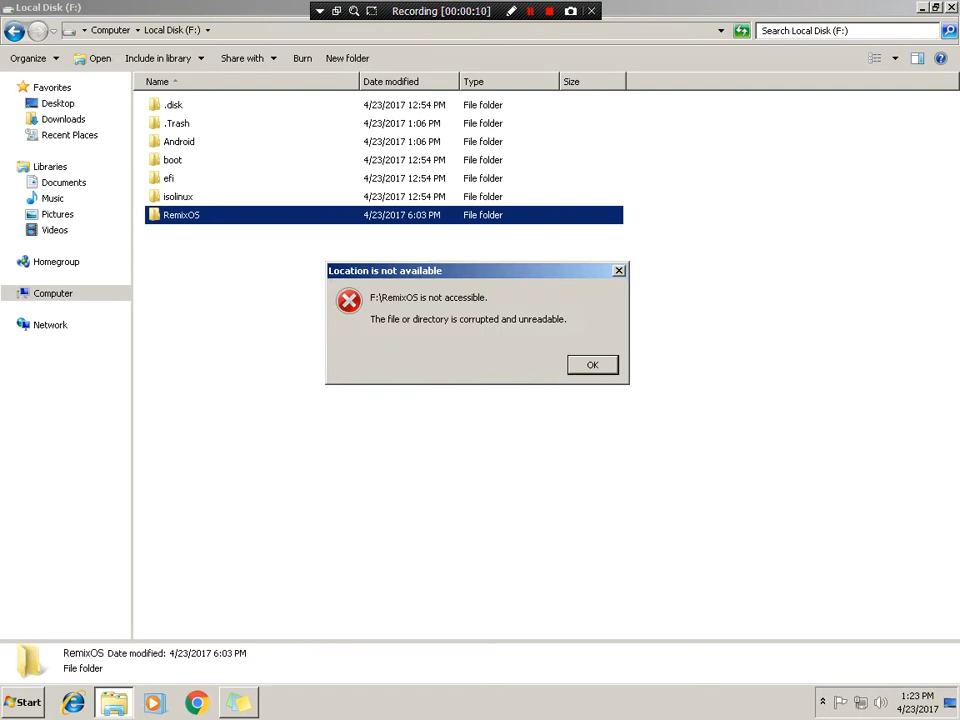 Local Disk (F:)
Recording [00:00:10]
Computer Local Disk (F:)
Search Local Disk (F:)
Organize Open Include in library Share with Burn New folder
Favorites
Desktop
Downloads
Recent Places
Libraries
Documents
Music
Pictures
Videos
Homegroup
Computer
Network
Name Date modified Type Size
.disk 4/23/2017 12:54 PM File folder
.Trash 4/23/2017 1:06 PM File folder
Android 4/23/2017 1:06 PM File folder
boot 4/23/2017 12:54 PM File folder
efi 4/23/2017 12:54 PM File folder
isolinux 4/23/2017 12:54 PM File folder
RemixOS 4/23/2017 6:03 PM File folder
Location is not available
F:\RemixOS is not accessible.
The file or directory is corrupted and unreadable.
OK
RemixOS Date modified: 4/23/2017 6:03 PM
File folder
Start
1:23 PM
4/23/2017